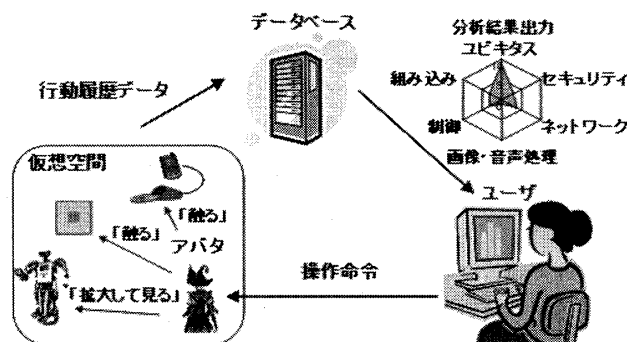 データベース
分析結果出力
ユビキタス
組み込み
セキュリティ
制御
ネットワーク
画像・音声処理
行動履歴データ
仮想空間
「触る」
「触る」
アバタ
「拡大して見る」
ユーザ
操作命令